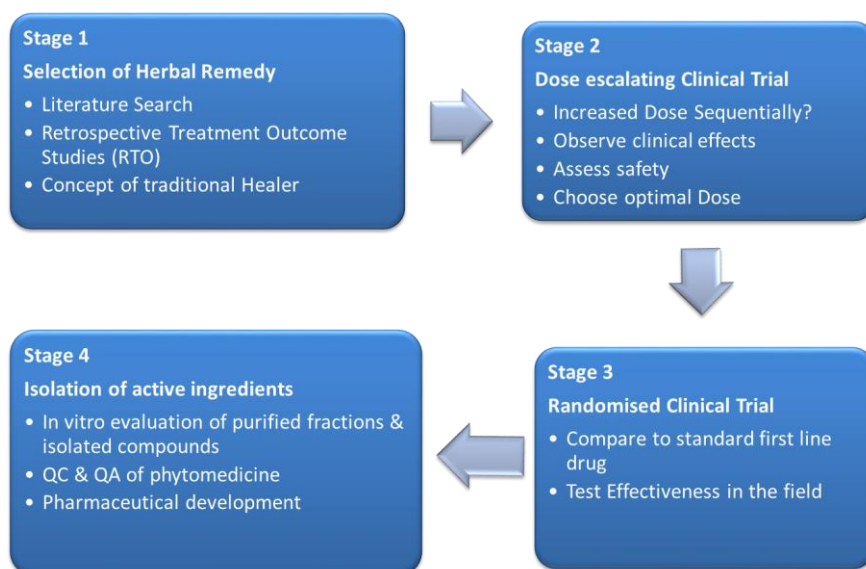 Stage 1
Selection of Herbal Remedy
• Literature Search
• Retrospective Treatment Outcome
Studies (RTO)
• Concept of traditional Healer
Stage 2
Dose escalating Clinical Trial
• Increased Dose Sequentially?
• Observe clinical effects
• Assess safety
• Choose optimal Dose
Stage 3
Randomised Clinical Trial
• Compare to standard first line
drug
• Test Effectiveness in the field
Stage 4
Isolation of active ingredients
• In vitro evaluation of purified fractions &
isolated compounds
• QC & QA of phytomedicine
• Pharmaceutical development